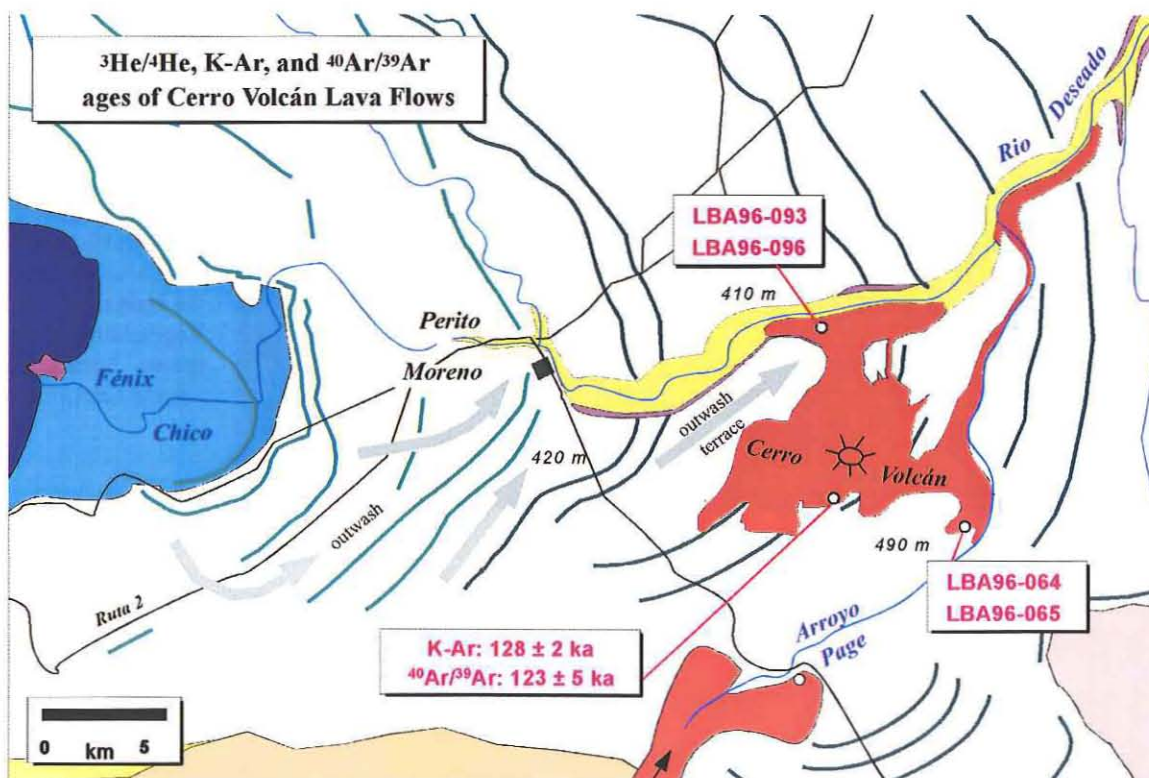 ³He/⁴He, K-Ar, and ⁴⁰Ar/³⁹Ar
ages of Cerro Volcán Lava Flows
Rio Deseado
LBA96-093
LBA96-096
410 m
Perito
Moreno
Fénix
Chico
outwash
terrace
420 m
Cerro Volcán
outwash
490 m
LBA96-064
LBA96-065
Ruta 2
Arroyo
Page
K-Ar: 128 ± 2 ka
⁴⁰Ar/³⁹Ar: 123 ± 5 ka
0 km 5